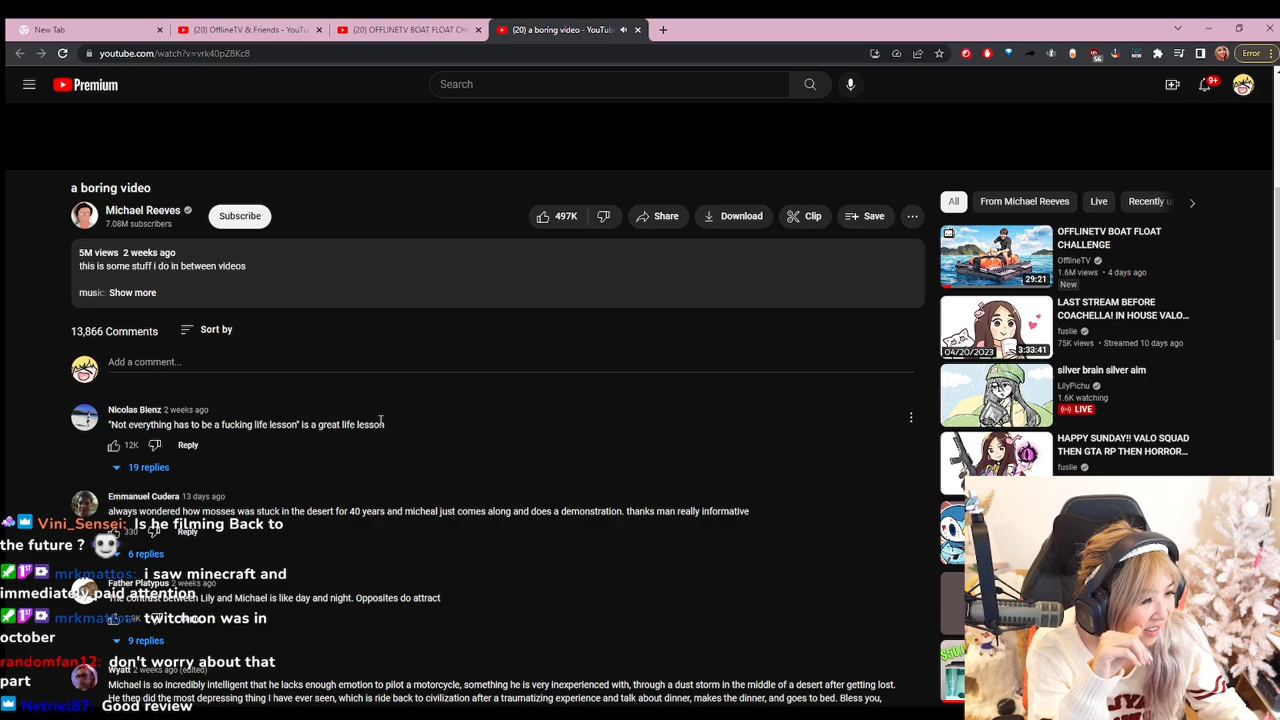 New Tab
(20) OfflineTV & Friends - YouTu
(20) OFFLINETV BOAT FLOAT CHA
(20) a boring video - YouTub
youtube.com/watch?v=vrk40pZ8Kc8
Error
Premium
Search
9+
a boring video
Michael Reeves
7.08M subscribers
Subscribe
497K
Share
Download
Clip
Save
5M views 2 weeks ago
this is some stuff i do in between videos
music: Show more
13,866 Comments
Sort by
Add a comment...
Nicolas Bienz 2 weeks ago
"Not everything has to be a fucking life lesson" is a great life lesson
12K
Reply
19 replies
Emmanuel Cudera 13 days ago
always wondered how mosses was stuck in the desert for 40 years and micheal just comes along and does a demonstration. thanks man really informative
330
Reply
6 replies
Father Platypus 2 weeks ago
The contrast between Lily and Michael is like day and night. Opposites do attract
9 replies
Wyatt 2 weeks ago (edited)
Michael is so incredibly intelligent that he lacks enough emotion to pilot a motorcycle, something he is very inexperienced with, through a dust storm in the middle of a desert after getting lost.
He then did the most depressing thing I have ever seen, which is ride back to civilization after a traumatizing experience and talk about dinner, makes the dinner, and goes to bed. Bless you,
Vini_Sensei: Is he filming Back to
the future ?
mrkmattos: i saw minecraft and
immediately paid attention
mrkmattos: twitchcon was in
october
randomfan12: don't worry about that
part
Netriel87: Good review
All
From Michael Reeves
Live
Recently u
OFFLINETV BOAT FLOAT
CHALLENGE
OfflineTV
1.6M views • 4 days ago
New
29:21
LAST STREAM BEFORE
COACHELLA! IN HOUSE VALO...
fuslie
75K views • Streamed 10 days ago
04/20/2023
3:33:41
silver brain silver aim
LilyPichu
1.6K watching
LIVE
HAPPY SUNDAY!! VALO SQUAD
THEN GTA RP THEN HORROR...
fuslie